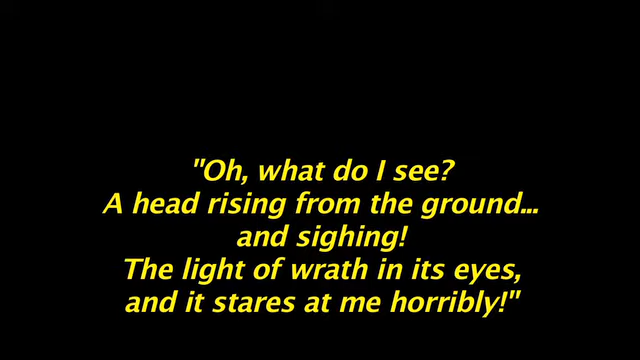 "Oh, what do I see?
A head rising from the ground...
and sighing!
The light of wrath in its eyes,
and it stares at me horribly!"